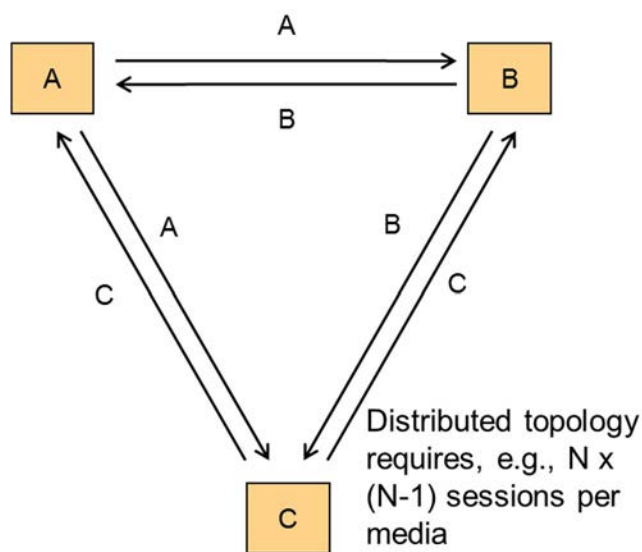 A
A
B
B
A
B
C
C
Distributed topology
requires, e.g., N x
(N-1) sessions per
media
C